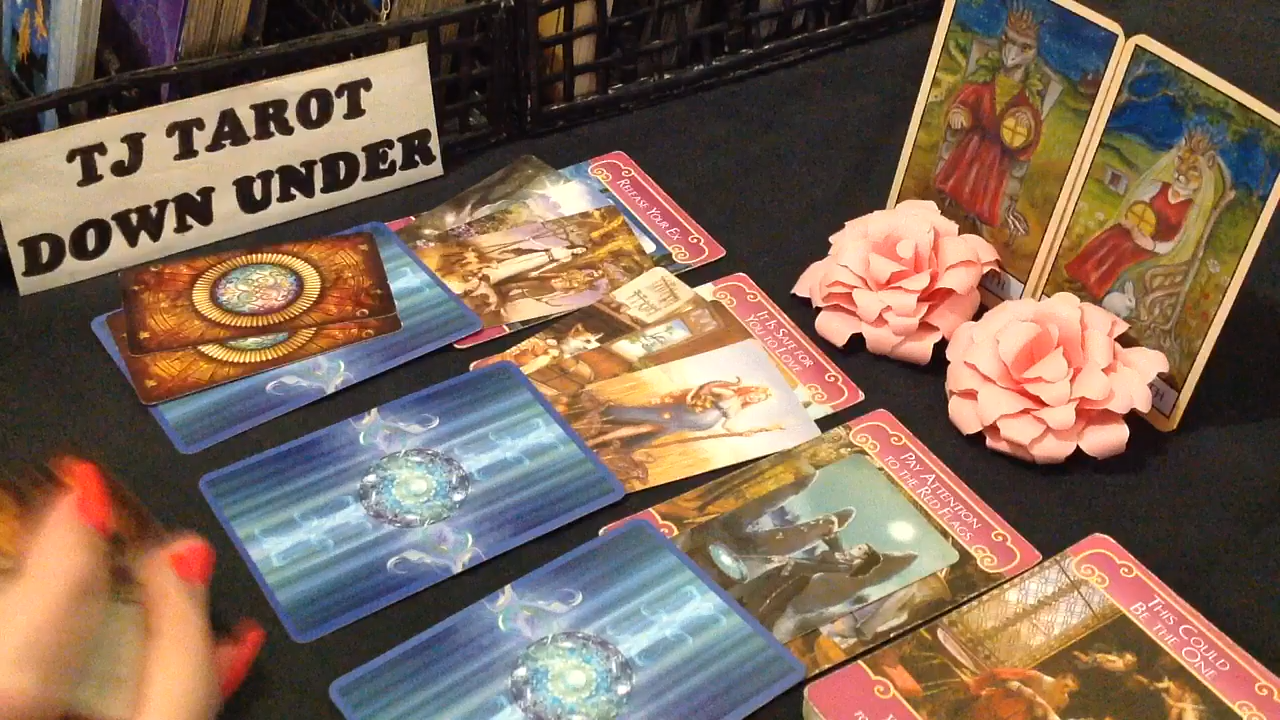 TJ TAROT
DOWN UNDER
RELEASE YOUR EX
IT IS SAFE FOR
YOU TO LOVE
PAY ATTENTION
TO THE RED FLAGS
THIS COULD
BE THE ONE